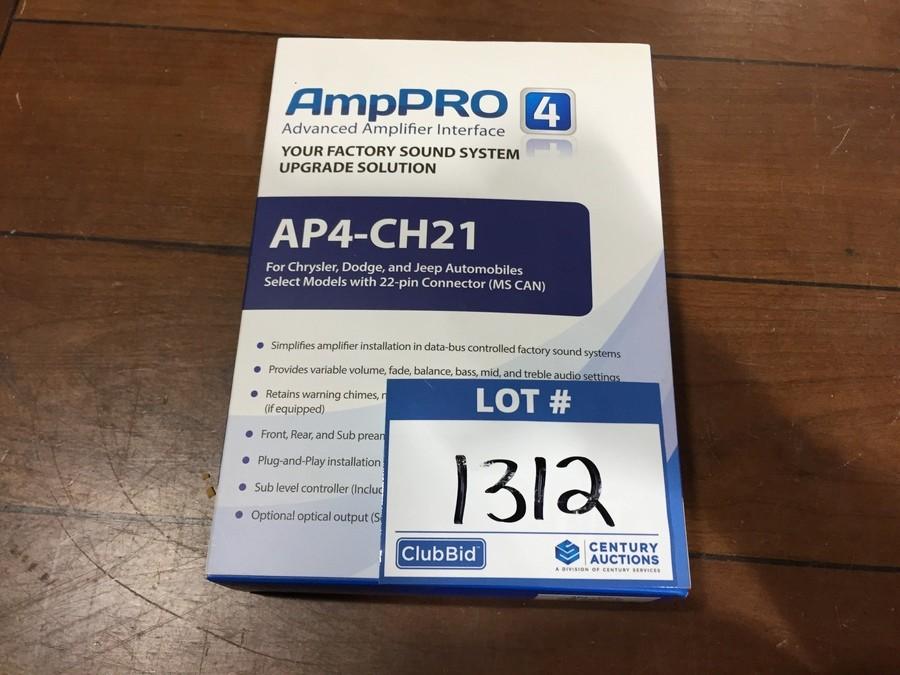 AmpPRO 4
Advanced Amplifier Interface
YOUR FACTORY SOUND SYSTEM
UPGRADE SOLUTION
AP4-CH21
For Chrysler, Dodge, and Jeep Automobiles
Select Models with 22-pin Connector (MS CAN)
• Simplifies amplifier installation in data-bus controlled factory sound systems
• Provides variable volume, fade, balance, bass, mid, and treble audio settings
• Retains warning chimes,
(if equipped)
• Front, Rear, and Sub
• Plug-and-Play installation
• Sub level controller
• Optional optical output
LOT #
1312
ClubBid
CENTURY
AUCTIONS
A DIVISION OF CENTURY SERVICES